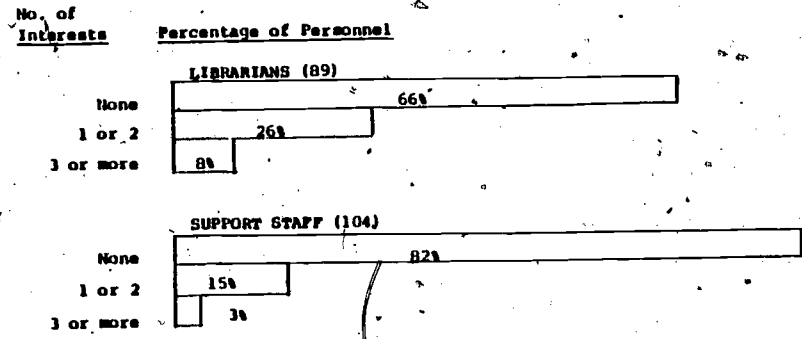 No. of
Interests Percentage of Personnel
LIBRARIANS (89)
None 66%
1 or 2 26%
3 or more 8%
SUPPORT STAFF (104)
None 82%
1 or 2 15%
3 or more 3%